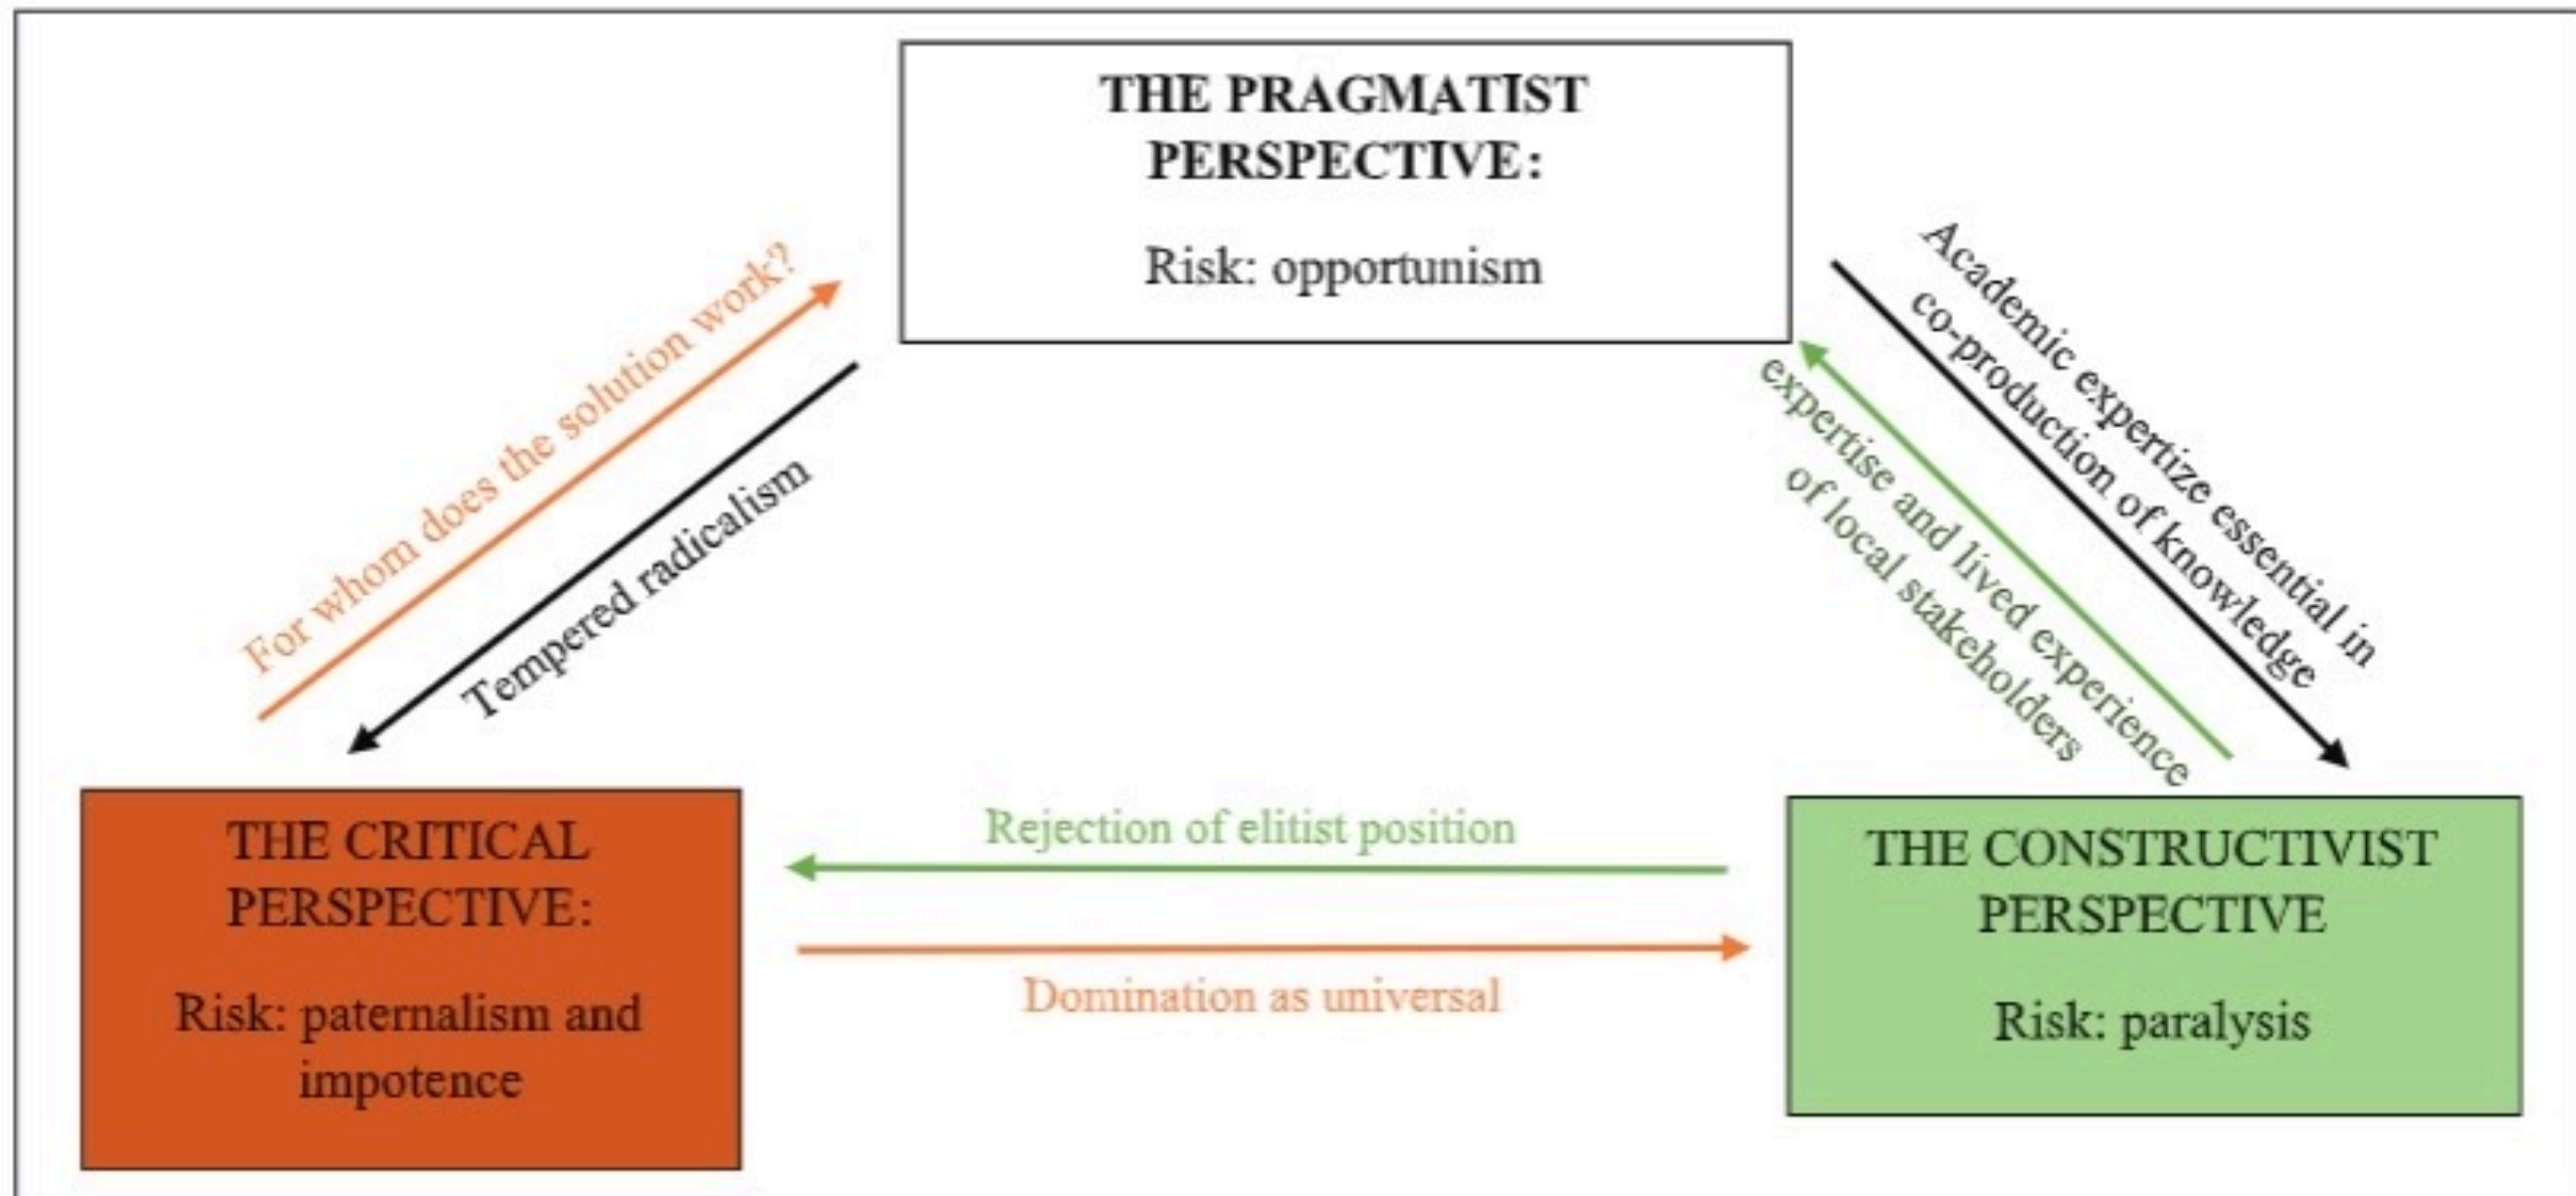 THE PRAGMATIST
PERSPECTIVE:
Risk: opportunism
For whom does the solution work?
Tempered radicalism
Academic expertize essential in
co-production of knowledge
expertise and lived experience
of local stakeholders
Rejection of elitist position
Domination as universal
THE CRITICAL
PERSPECTIVE:
Risk: paternalism and
impotence
THE CONSTRUCTIVIST
PERSPECTIVE
Risk: paralysis